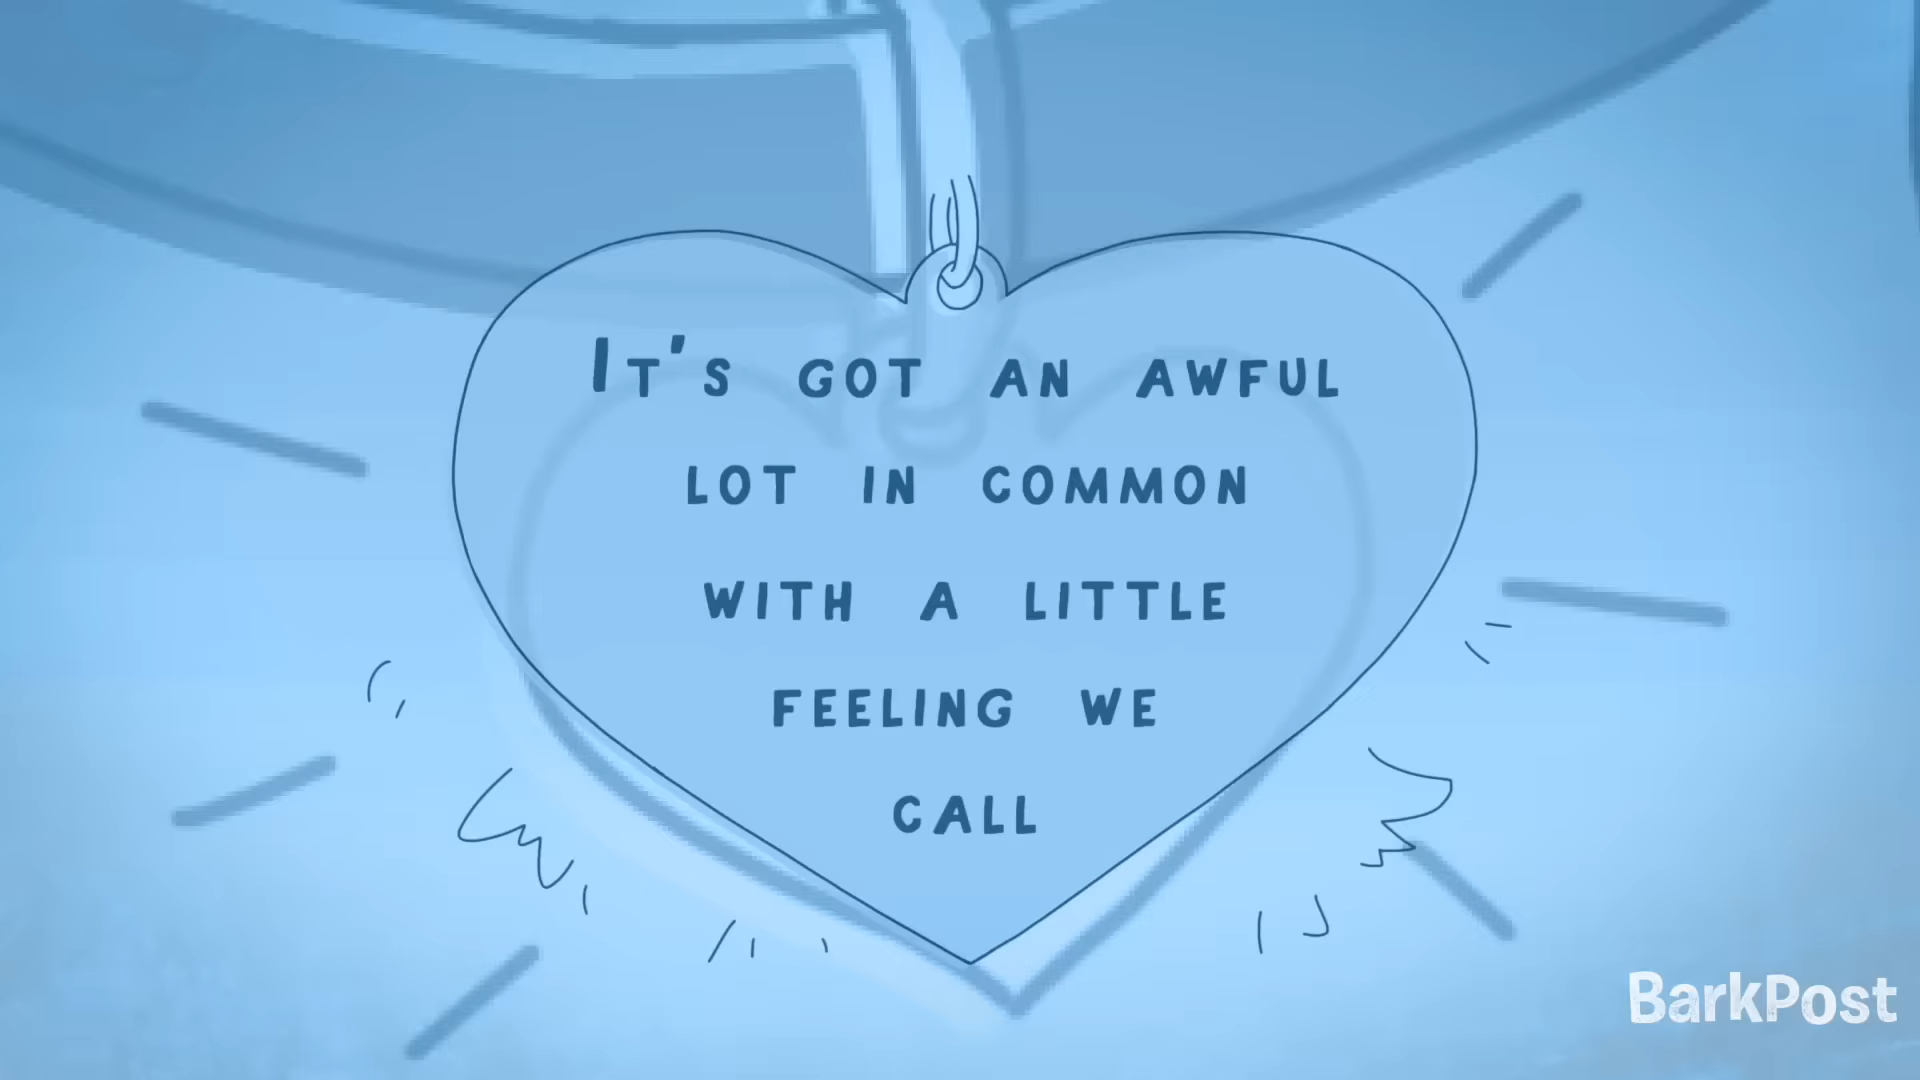 IT'S GOT AN AWFUL
LOT IN COMMON
WITH A LITTLE
FEELING WE
CALL
BarkPost